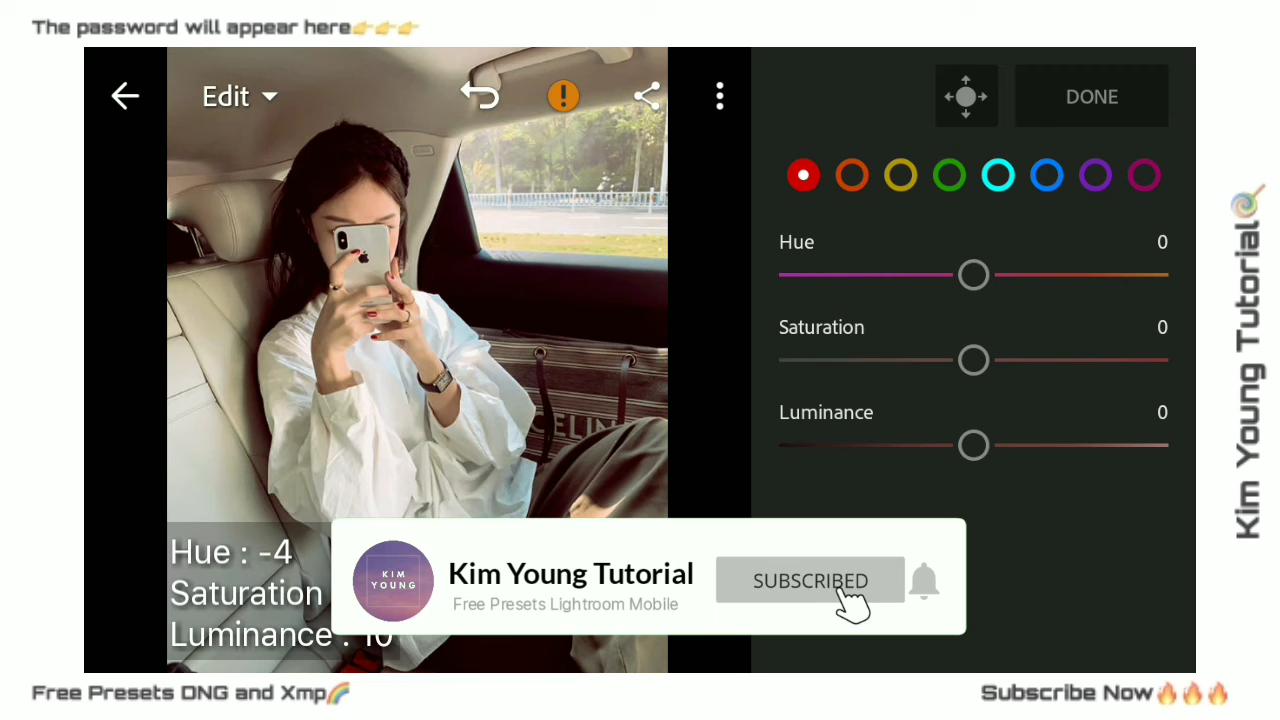 The password will appear here👉👉👉
Edit
DONE
Hue 0
Saturation 0
Luminance 0
CELIN
Hue : -4
Saturation
Luminance : 10
KIM
YOUNG
Kim Young Tutorial
Free Presets Lightroom Mobile
SUBSCRIBED
Kim Young Tutorial🍭
Free Presets DNG and Xmp🌈
Subscribe Now🔥🔥🔥